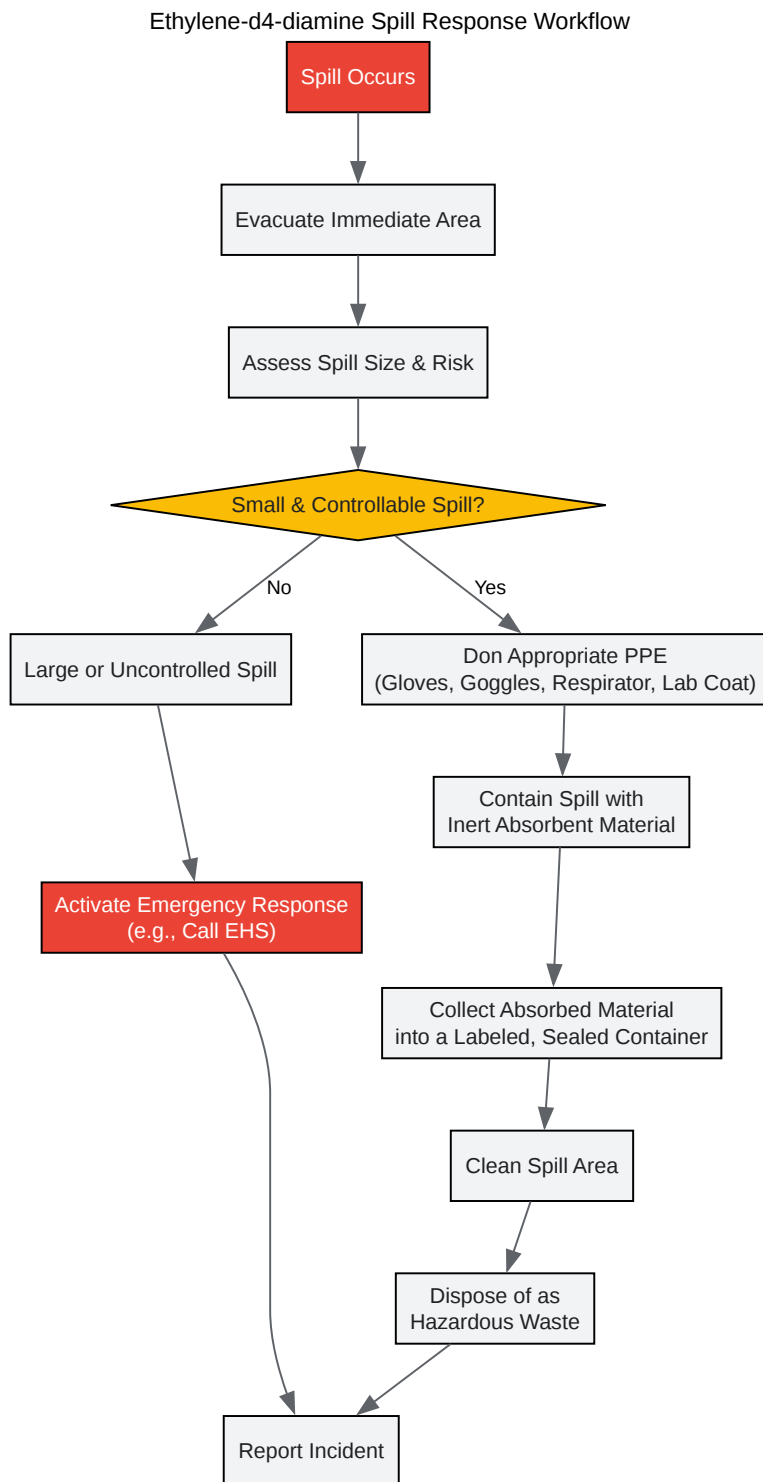 Ethylene-d4-diamine Spill Response Workflow
Spill Occurs
Evacuate Immediate Area
Assess Spill Size & Risk
Small & Controllable Spill?
No
Yes
Large or Uncontrolled Spill
Don Appropriate PPE
(Gloves, Goggles, Respirator, Lab Coat)
Contain Spill with
Inert Absorbent Material
Activate Emergency Response
(e.g., Call EHS)
Collect Absorbed Material
into a Labeled, Sealed Container
Clean Spill Area
Dispose of as
Hazardous Waste
Report Incident